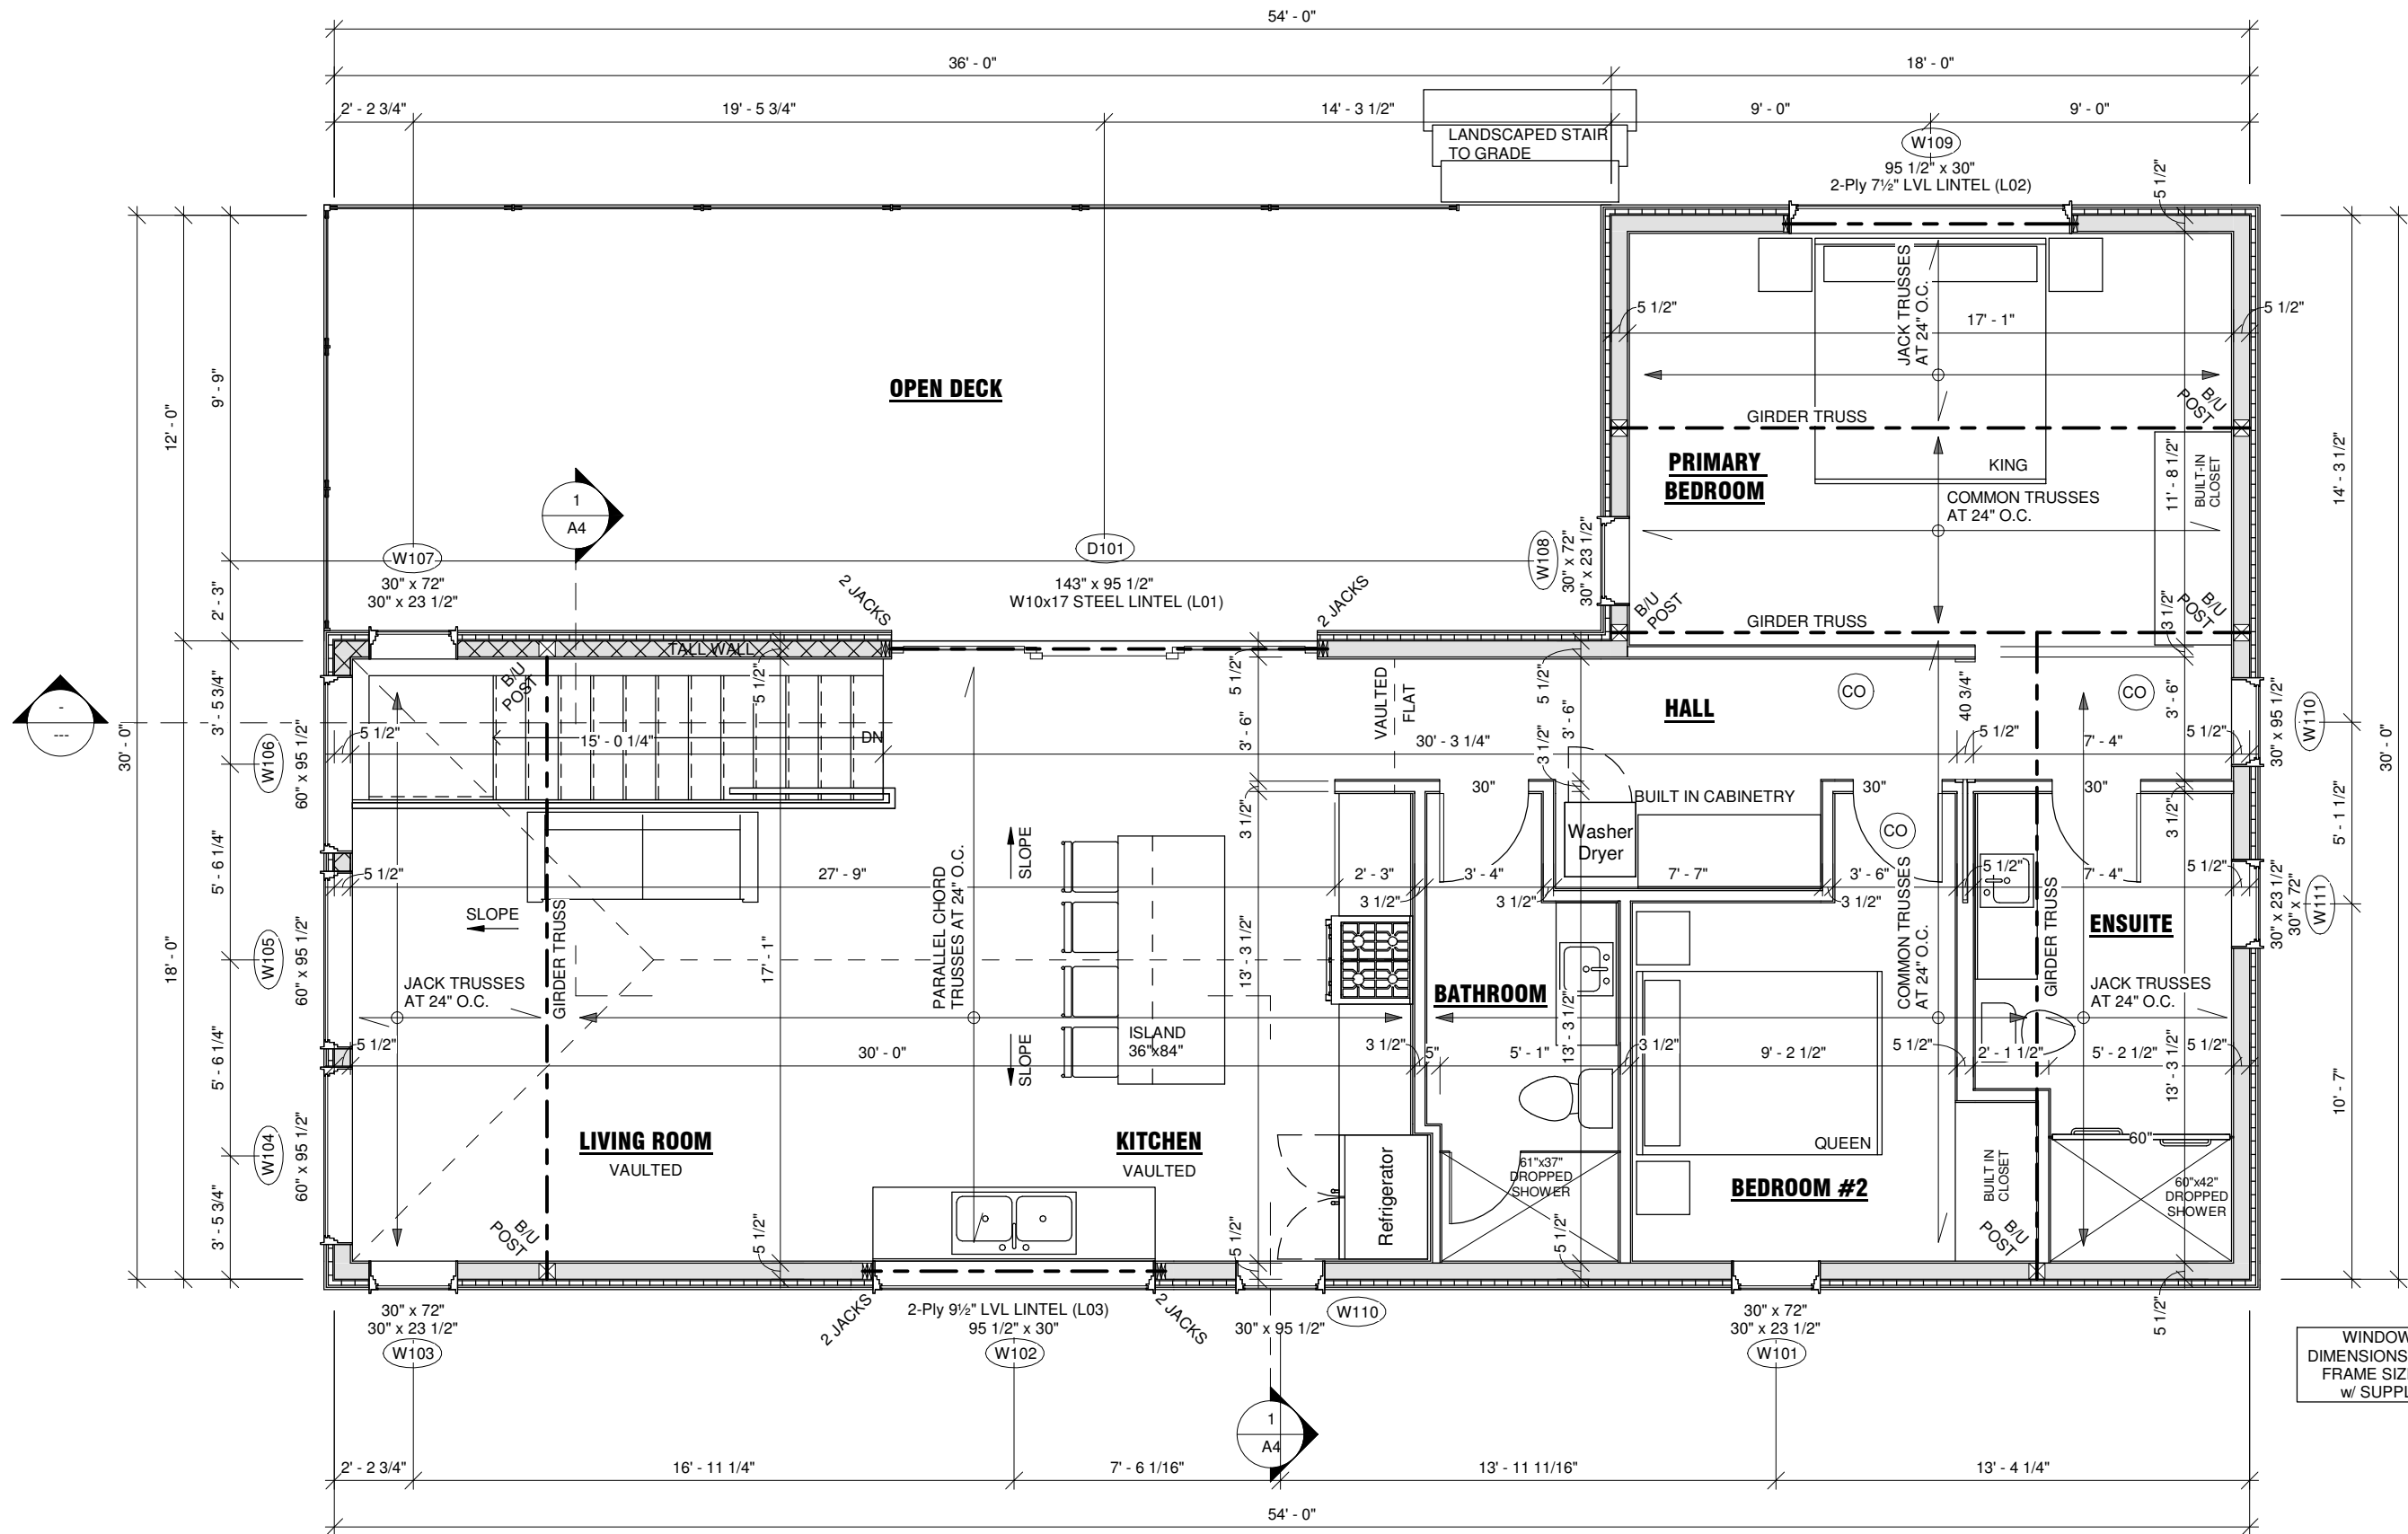 54' - 0"
36' - 0"
18' - 0"
2' - 2 3/4"
19' - 5 3/4"
14' - 3 1/2"
9' - 0"
9' - 0"
LANDSCAPED STAIR
TO GRADE
W109
95 1/2" x 30"
2-Ply 7½" LVL LINTEL (L02)
5 1/2"
5 1/2"
17' - 1"
5 1/2"
JACK TRUSSES
AT 24" O.C.
9' - 9"
12' - 0"
OPEN DECK
GIRDER TRUSS
B/U
POST
PRIMARY
BEDROOM
KING
COMMON TRUSSES
AT 24" O.C.
11' - 8 1/2"
BUILT-IN
CLOSET
14' - 3 1/2"
1
A4
W107
30" x 72"
30" x 23 1/2"
D101
143" x 95 1/2"
W10x17 STEEL LINTEL (L01)
2 JACKS
2 JACKS
W108
30" x 72"
30" x 23 1/2"
B/U
POST
B/U
POST
3 1/2"
GIRDER TRUSS
2' - 3"
TALL WALL
B/U
POST
5 1/2"
5 1/2"
5 1/2"
VAULTED
FLAT
HALL
CO
CO
40 3/4"
3' - 6"
3' - 6"
3' - 6"
3' - 5 3/4"
-
---
30' - 0"
W106
60" x 95 1/2"
5 1/2"
15' - 0 1/4"
DN
30' - 3 1/4"
3 1/2"
5 1/2"
7' - 4"
5 1/2"
30" x 95 1/2"
W110
30' - 0"
30"
30"
30"
BUILT IN CABINETRY
Washer
Dryer
CO
3 1/2"
3 1/2"
5' - 1 1/2"
SLOPE
5' - 6 1/4"
5 1/2"
27' - 9"
2' - 3"
3 1/2"
3' - 4"
3 1/2"
7' - 7"
3 1/2"
3' - 6"
5 1/2"
7' - 4"
5 1/2"
30" x 23 1/2"
30" x 72"
W111
SLOPE
PARALLEL CHORD
TRUSSES AT 24" O.C.
COMMON TRUSSES
AT 24" O.C.
GIRDER TRUSS
ENSUITE
18' - 0"
W105
60" x 95 1/2"
GIRDER TRUSS
17' - 1"
13' - 3 1/2"
JACK TRUSSES
AT 24" O.C.
BATHROOM
JACK TRUSSES
AT 24" O.C.
ISLAND
36"x84"
SLOPE
5' - 6 1/4"
5 1/2"
30' - 0"
3 1/2"
5"
5' - 1"
13' - 3 1/2"
3 1/2"
9' - 2 1/2"
5 1/2"
2' - 1 1/2"
5' - 2 1/2"
13' - 3 1/2"
5 1/2"
10' - 7"
W104
60" x 95 1/2"
LIVING ROOM
VAULTED
KITCHEN
VAULTED
QUEEN
60"
Refrigerator
61"x37"
DROPPED
SHOWER
BEDROOM #2
BUILT IN
CLOSET
60"x42"
DROPPED
SHOWER
3' - 5 3/4"
B/U
POST
5 1/2"
5 1/2"
5 1/2"
B/U
POST
5 1/2"
30" x 72"
30" x 23 1/2"
W103
2 JACKS
2-Ply 9½" LVL LINTEL (L03)
95 1/2" x 30"
W102
2 JACKS
30" x 95 1/2"
W110
30" x 72"
30" x 23 1/2"
W101
WINDOW
DIMENSIONS
FRAME SIZ
w/ SUPPL
1
A4
2' - 2 3/4"
16' - 11 1/4"
7' - 6 1/16"
13' - 11 11/16"
13' - 4 1/4"
54' - 0"